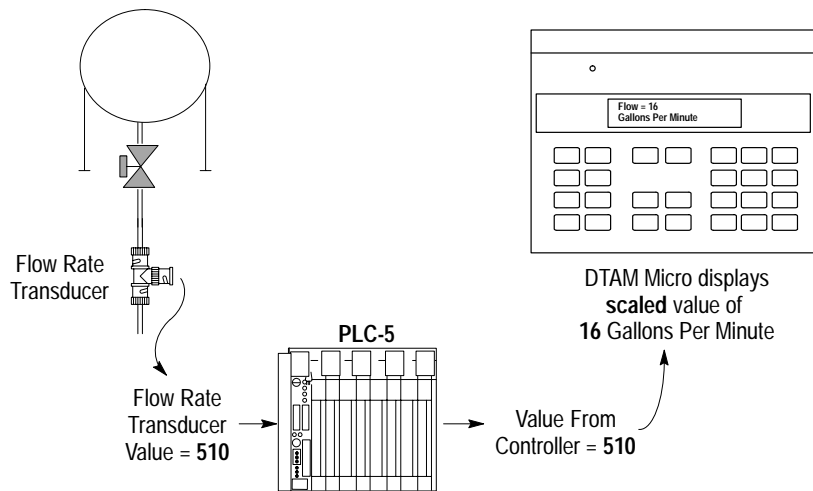 Flow = 16
Gallons Per Minute
Flow Rate
Transducer
DTAM Micro displays
scaled value of
16 Gallons Per Minute
PLC-5
Flow Rate
Transducer
Value = 510
Value From
Controller = 510